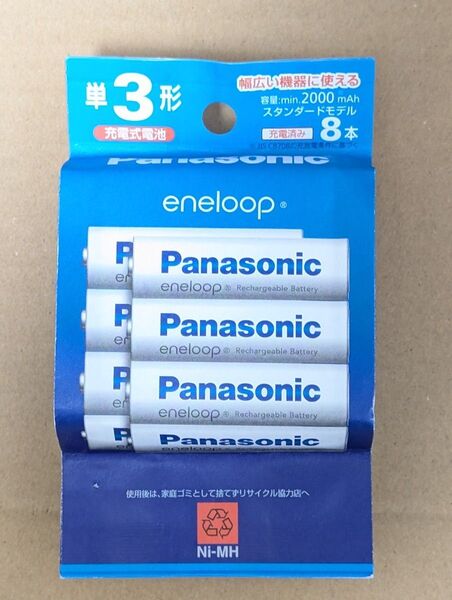 単3形
充電式電池
幅広い機器に使える
容量:min.2000 mAh
スタンダードモデル
充電済み 8本
Panasonic
eneloop®
Panasonic
eneloop® Rechargeable Battery
Panasonic
eneloop® Rechargeable Battery
Panasonic
eneloop® Rechargeable Battery
Panasonic
使用後は、家庭ゴミとして捨てずリサイクル協力店へ
Ni-MH